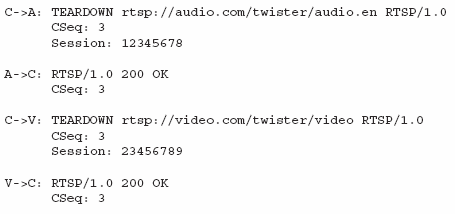 C->A: TEARDOWN rtsp://audio.com/twister/audio.en RTSP/1.0
CSeq: 3
Session: 12345678
A->C: RTSP/1.0 200 OK
CSeq: 3
C->V: TEARDOWN rtsp://video.com/twister/video RTSP/1.0
CSeq: 3
Session: 23456789
V->C: RTSP/1.0 200 OK
CSeq: 3